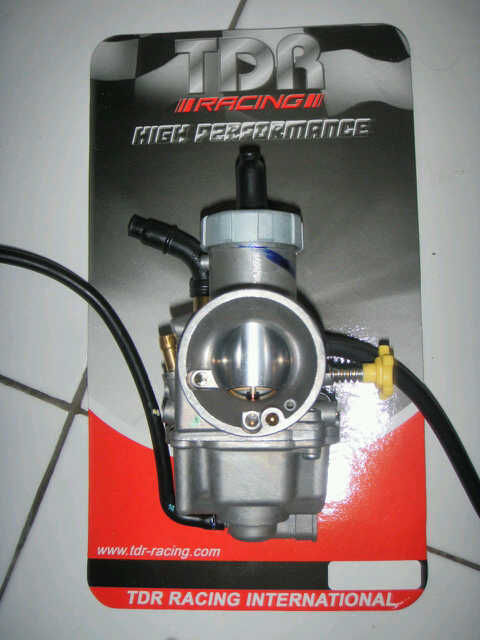 TDR
RACING
HIGH PERFORMANCE
www.tdr-racing.com
TDR RACING INTERNATIONAL